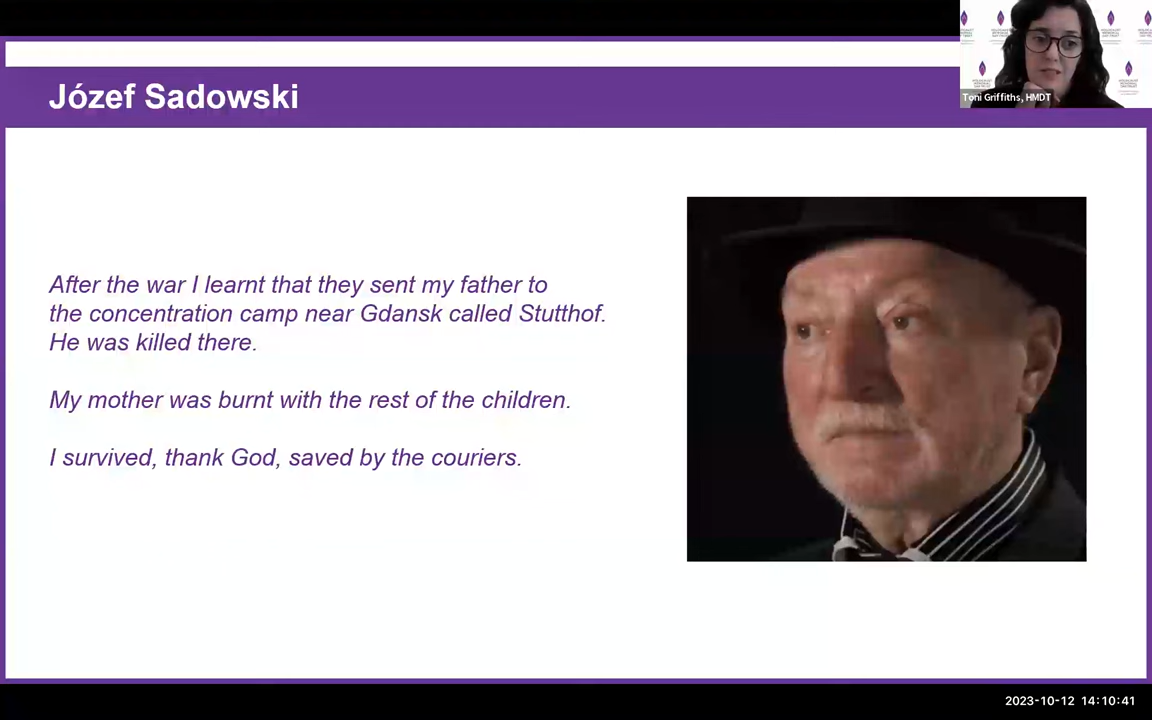 Józef Sadowski
Toni Griffiths, HMDT
After the war I learnt that they sent my father to
the concentration camp near Gdansk called Stutthof.
He was killed there.
My mother was burnt with the rest of the children.
I survived, thank God, saved by the couriers.
2023-10-12 14:10:41